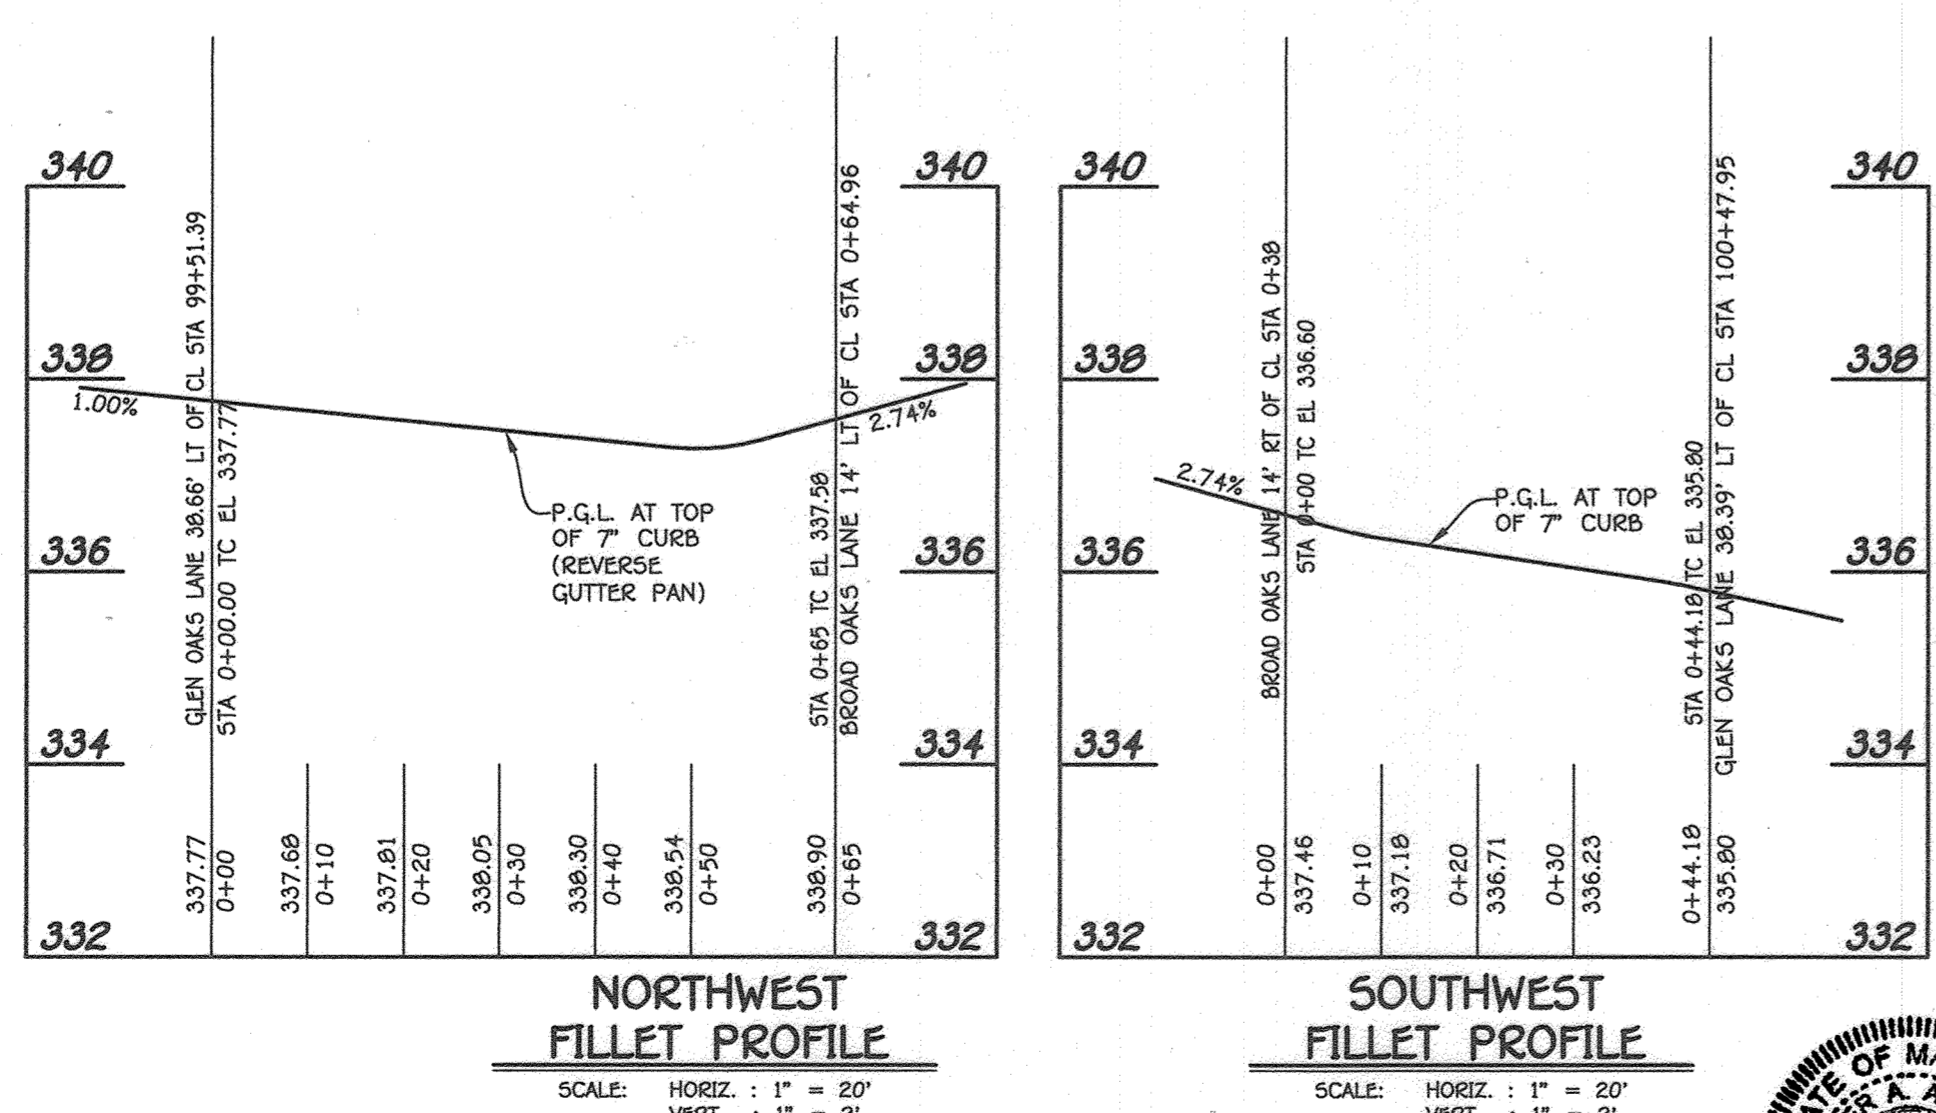 340
338
336
334
332
1.00%
GLEN OAKS LANE 38.66' LT OF CL STA 99+51.39
STA 0+00.00 TC EL 337.77
P.G.L. AT TOP
OF 7" CURB
(REVERSE
GUTTER PAN)
STA 0+65 TC EL 337.58
BROAD OAKS LANE 14' LT OF CL STA 0+64.96
2.74%
340
338
336
334
332
337.77
0+00
337.68
0+10
337.81
0+20
338.05
0+30
338.30
0+40
338.54
0+50
338.90
0+65
NORTHWEST
FILLET PROFILE
SCALE: HORIZ. : 1" = 20'
VERT. : 1" = 2'
340
338
336
334
332
2.74%
BROAD OAKS LANE 14' RT OF CL STA 0+38
STA 0+00 TC EL 336.60
P.G.L. AT TOP
OF 7" CURB
STA 0+44.18 TC EL 335.80
GLEN OAKS LANE 38.39' LT OF CL STA 100+47.95
340
338
336
334
332
0+00
337.46
0+10
337.18
0+20
336.71
0+30
336.23
0+44.18
335.80
SOUTHWEST
FILLET PROFILE
SCALE: HORIZ. : 1" = 20'
VERT. : 1" = 2'
OF